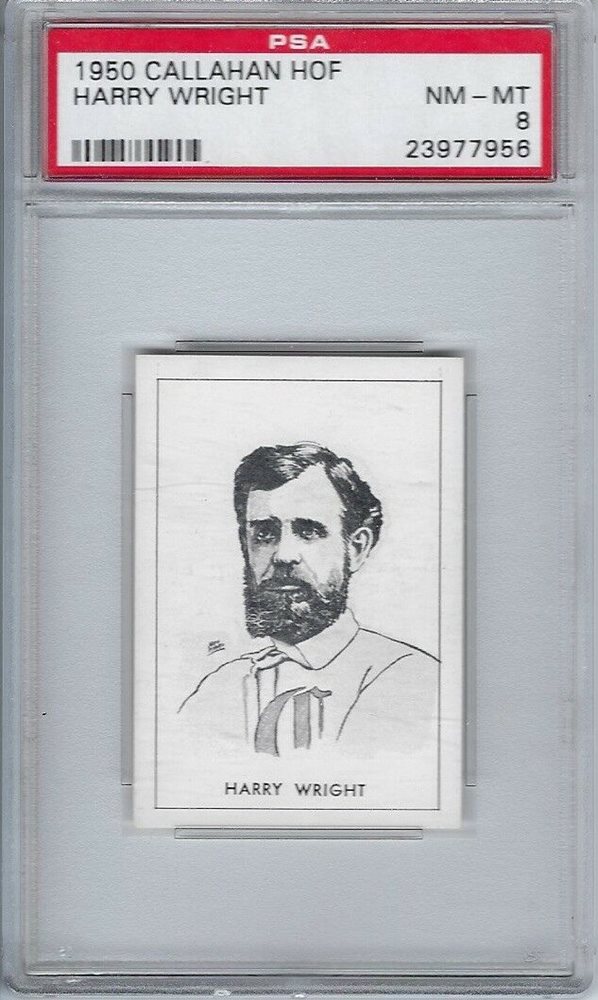 PSA
1950 CALLAHAN HOF
HARRY WRIGHT NM - MT
8
23977956
C
HARRY WRIGHT